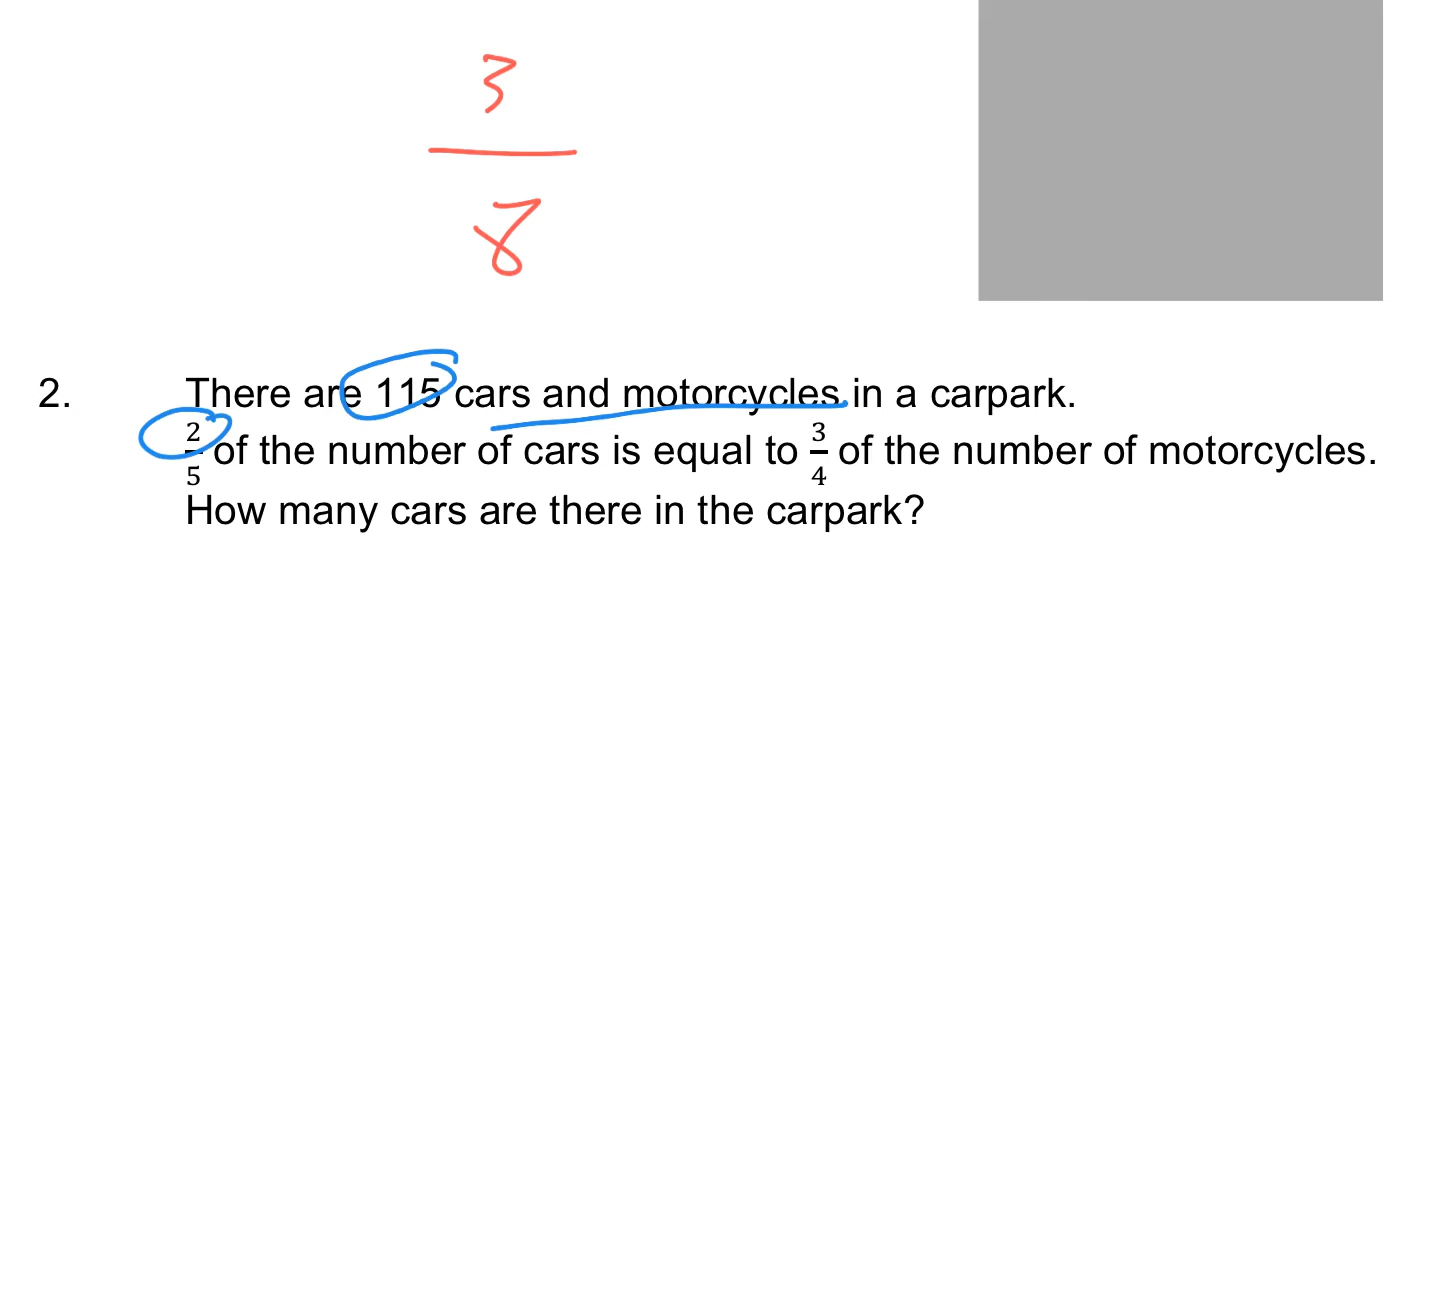 3
8
2. There are 115 cars and motorcycles in a carpark.
2/5 of the number of cars is equal to 3/4 of the number of motorcycles.
How many cars are there in the carpark?